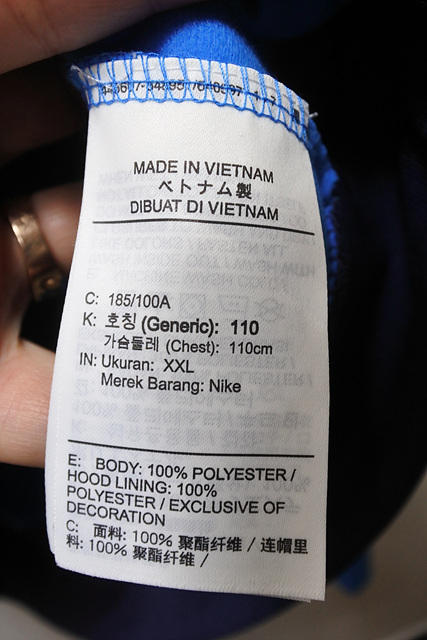 MADE IN VIETNAM
ベトナム製
DIBUAT DI VIETNAM
C: 185/100A
K: 호칭 (Generic): 110
가슴둘레 (Chest): 110cm
IN: Ukuran: XXL
Merek Barang: Nike
E: BODY: 100% POLYESTER /
HOOD LINING: 100%
POLYESTER / EXCLUSIVE OF
DECORATION
C: 面料: 100% 聚酯纤维 / 连帽里
料: 100% 聚酯纤维 /